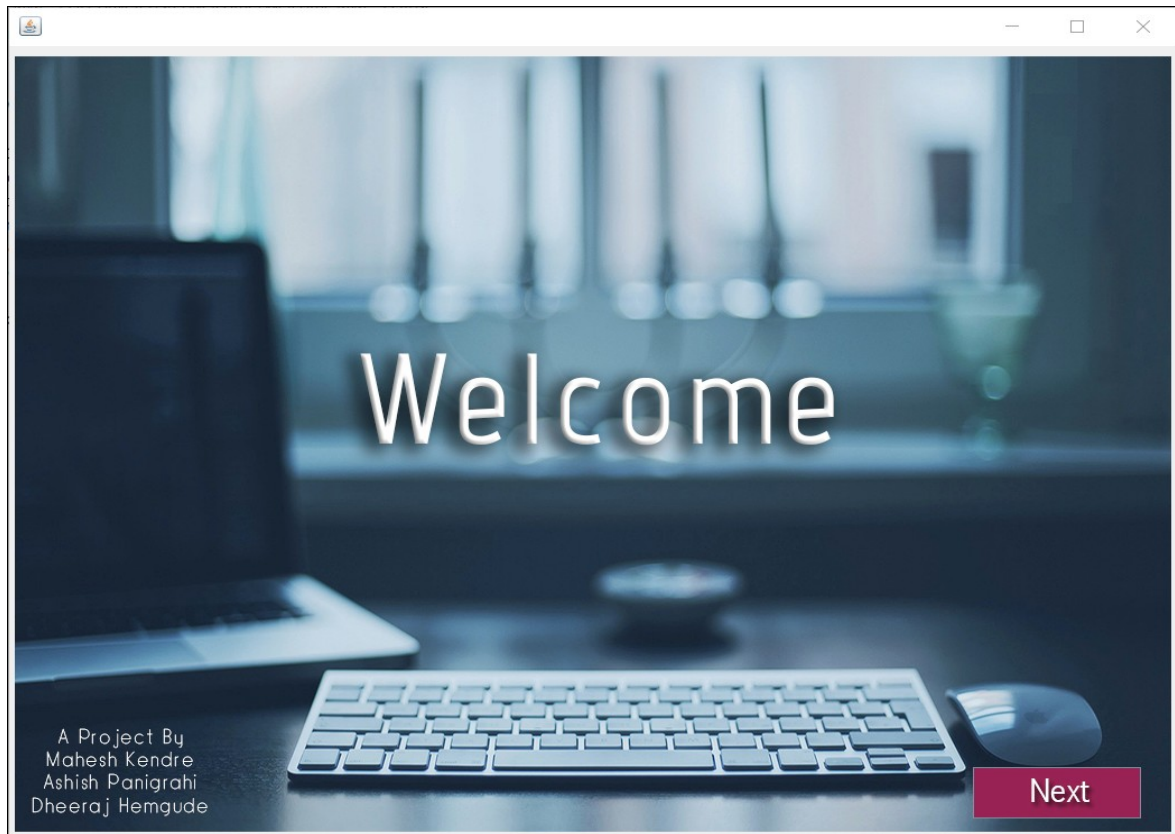 Welcome
A Project By
Mahesh Kendre
Ashish Panigrahi
Dheeraj Hemgude
Next